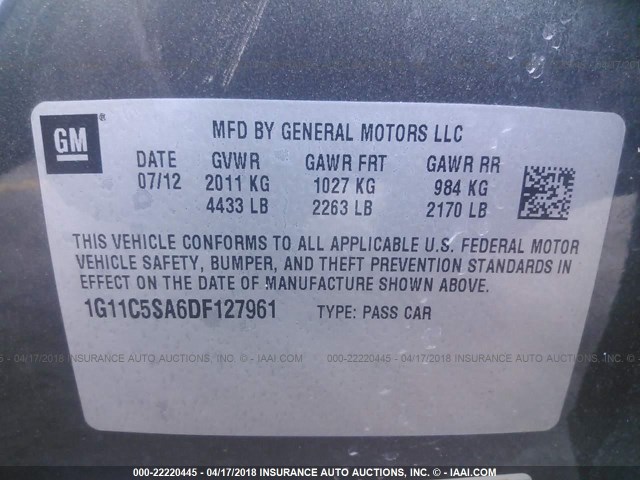 GM ®
MFD BY GENERAL MOTORS LLC
DATE GVWR GAWR FRT GAWR RR
07/12 2011 KG 1027 KG 984 KG
4433 LB 2263 LB 2170 LB
THIS VEHICLE CONFORMS TO ALL APPLICABLE U.S. FEDERAL MOTOR
VEHICLE SAFETY, BUMPER, AND THEFT PREVENTION STANDARDS IN
EFFECT ON THE DATE OF MANUFACTURE SHOWN ABOVE.
1G11C5SA6DF127961 TYPE: PASS CAR
000-22220445 - 04/17/2018 INSURANCE AUTO AUCTIONS, INC. - © IAAI.COM